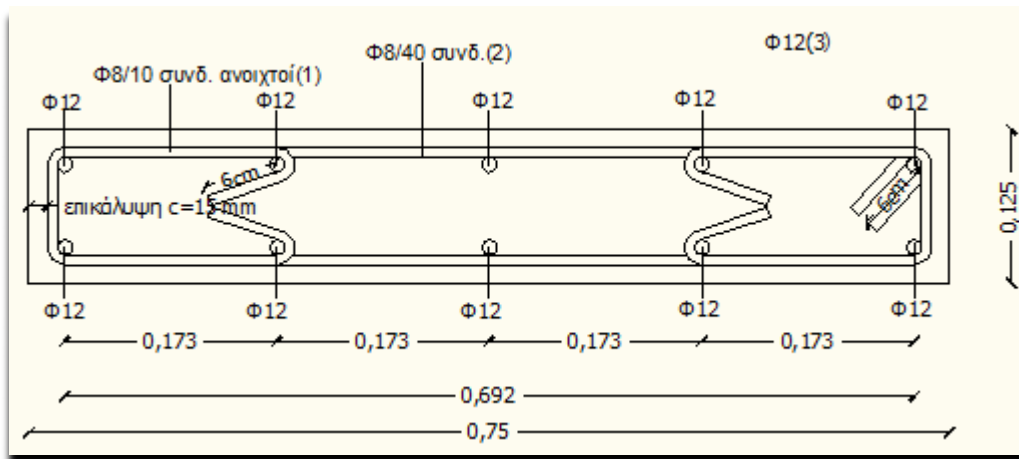 Φ12(3)
Φ8/40 συνδ.(2)
Φ8/10 συνδ. ανοιχτοί(1)
Φ12 Φ12 Φ12 Φ12 Φ12
6cm 6cm
επικάλυψη c=15 mm
0,125
Φ12 Φ12 Φ12 Φ12 Φ12
0,173 0,173 0,173 0,173
0,692
0,75